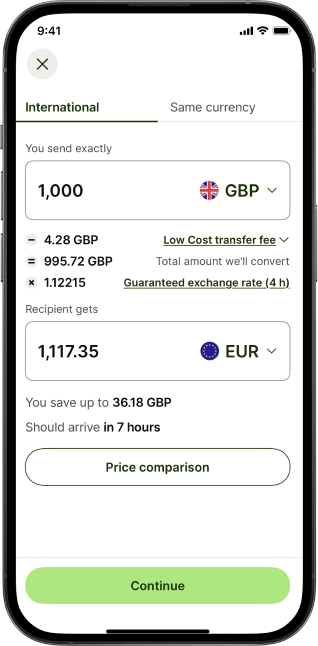 9:41
International Same currency
You send exactly
1,000 GBP
− 4.28 GBP Low Cost transfer fee
= 995.72 GBP Total amount we'll convert
× 1.12215 Guaranteed exchange rate (4 h)
Recipient gets
1,117.35 EUR
You save up to 36.18 GBP
Should arrive in 7 hours
Price comparison
Continue